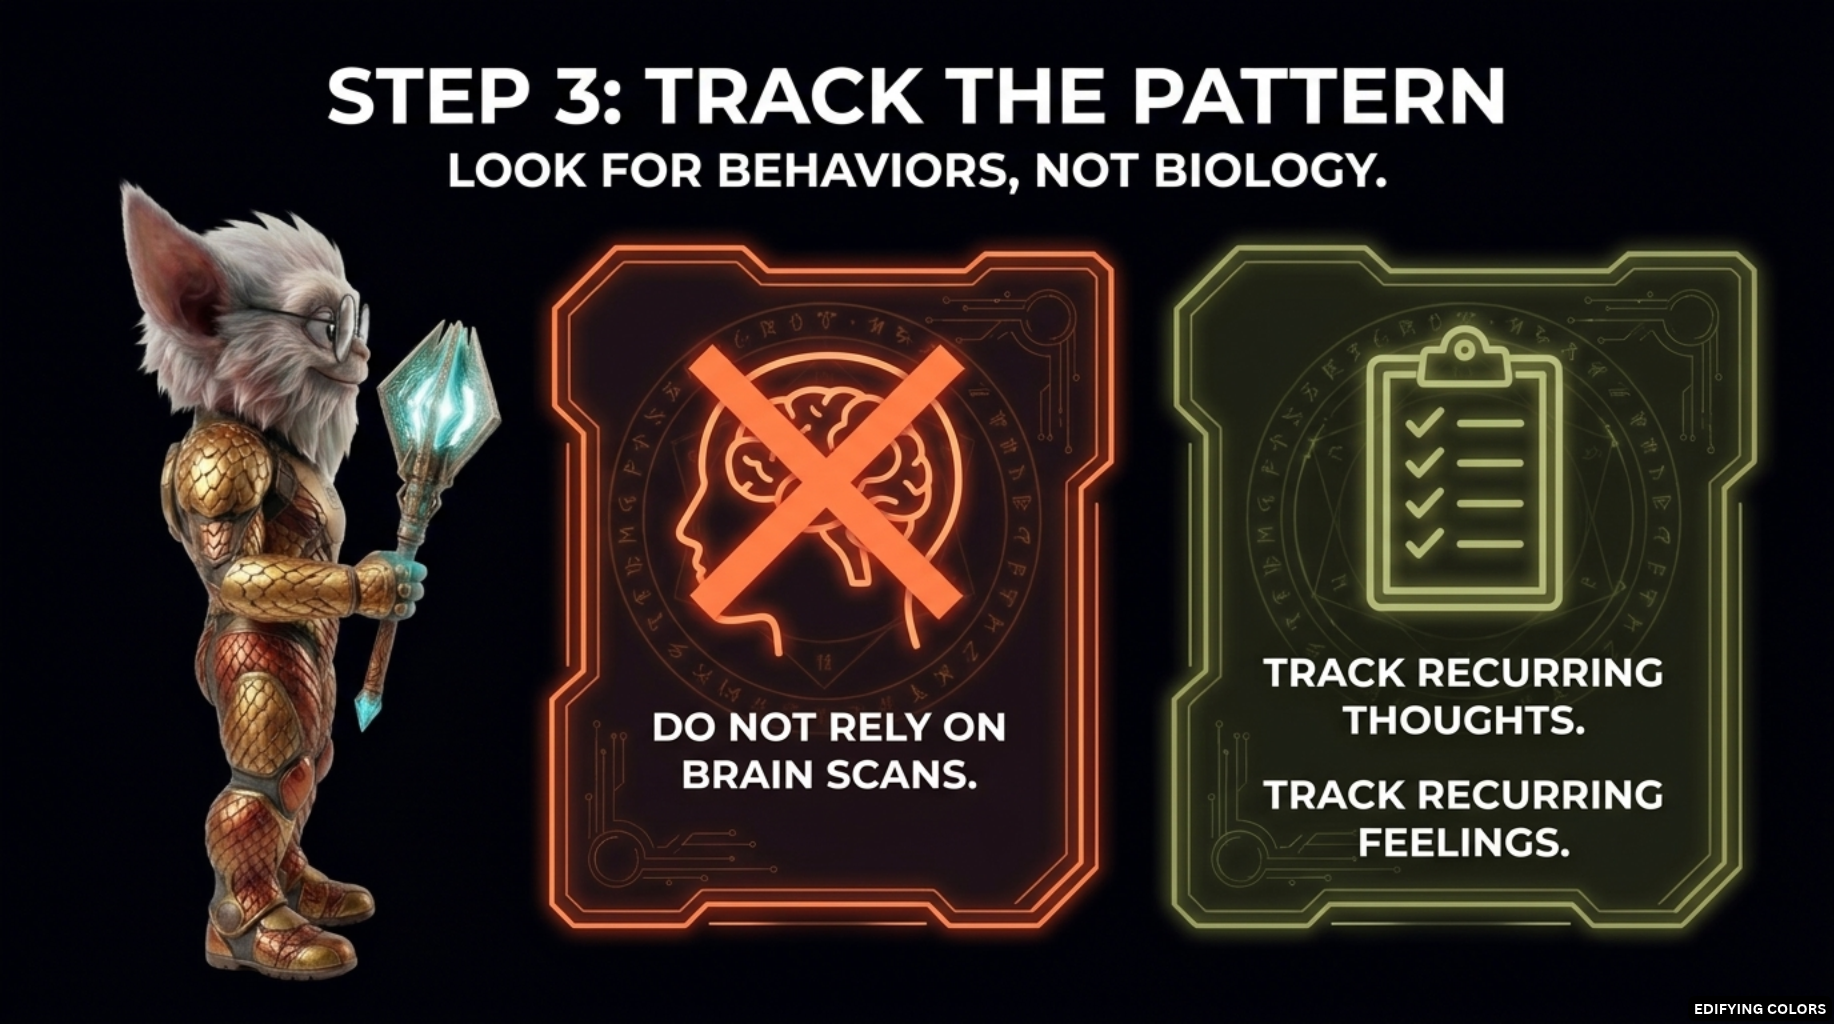 STEP 3: TRACK THE PATTERN
LOOK FOR BEHAVIORS, NOT BIOLOGY.
DO NOT RELY ON
BRAIN SCANS.
TRACK RECURRING
THOUGHTS.
TRACK RECURRING
FEELINGS.
EDIFYING COLORS